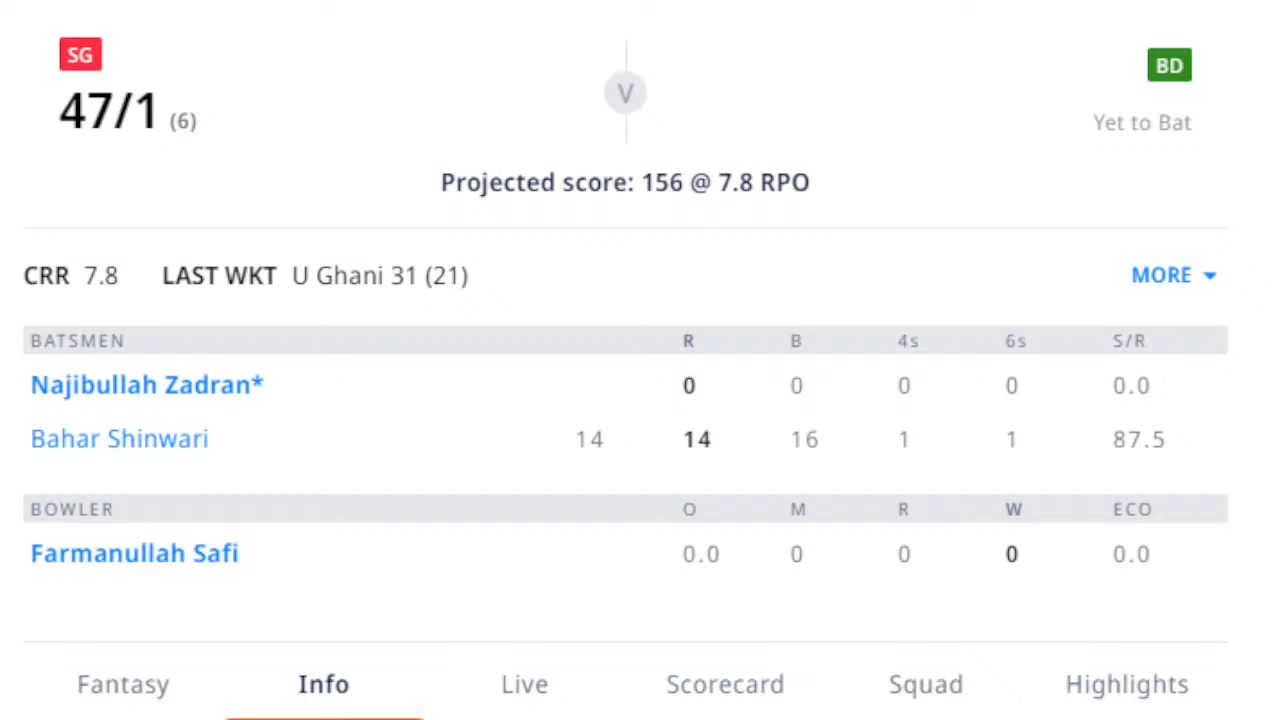 SG
47/1 (6)
V
BD
Yet to Bat
Projected score: 156 @ 7.8 RPO
CRR 7.8 LAST WKT U Ghani 31 (21) MORE
BATSMEN R B 4s 6s S/R
Najibullah Zadran* 0 0 0 0 0.0
Bahar Shinwari 14 14 16 1 1 87.5
BOWLER O M R W ECO
Farmanullah Safi 0.0 0 0 0 0.0
Fantasy Info Live Scorecard Squad Highlights